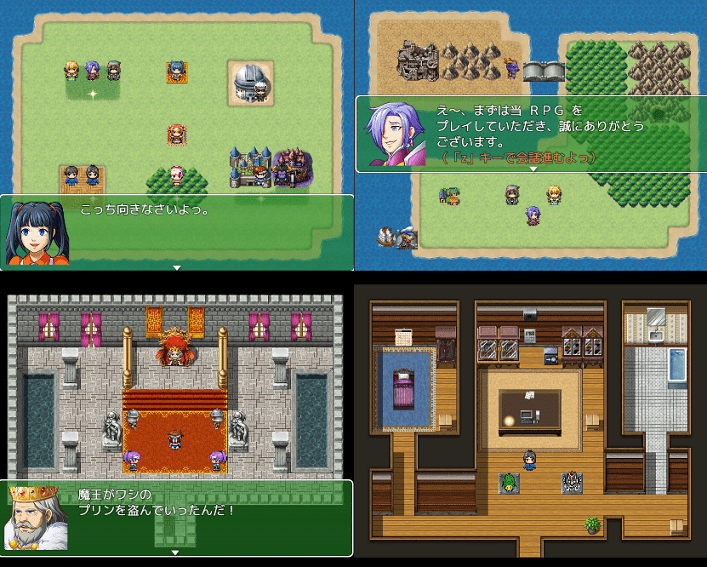 こっち向きなさいよっ。
え～、まずは当 ＲＰＧ を
プレイしていただき、誠にありがとう
ございます。
（「z」キーで会話進むよっ）
魔王がワシの
プリンを盗んでいったんだ！